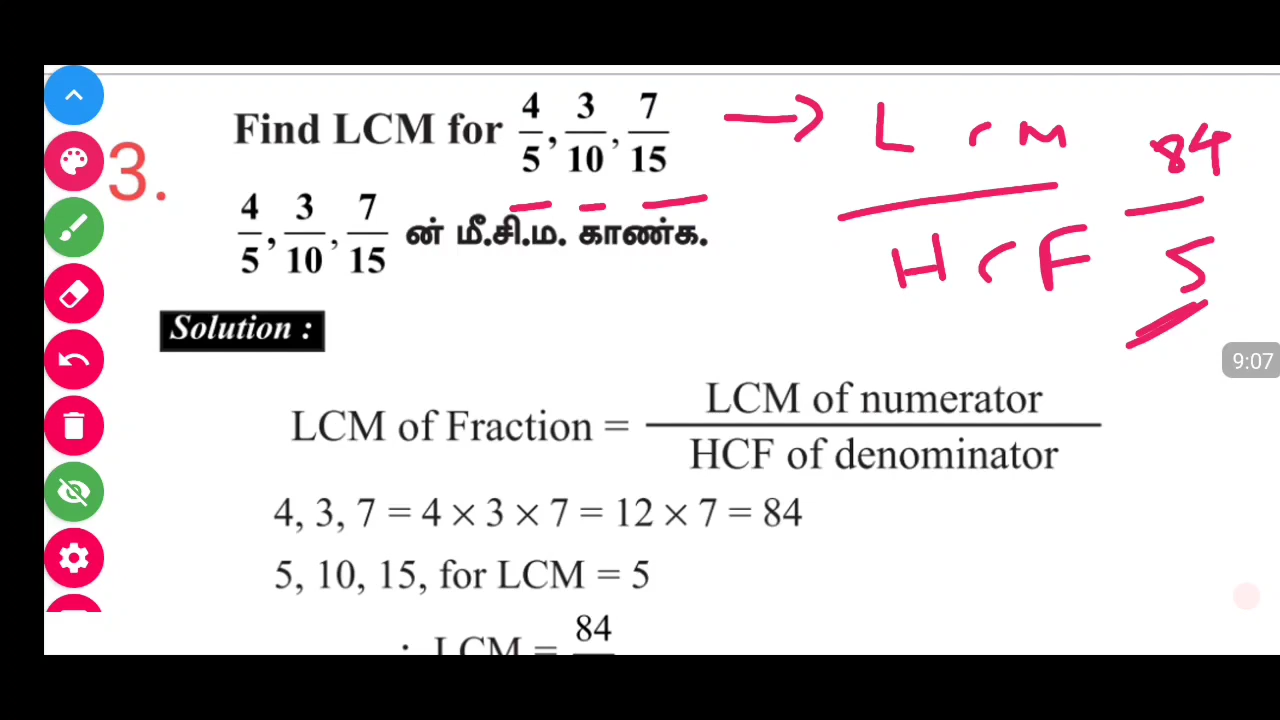 3.
Find LCM for 4/5, 3/10, 7/15
→ LCM / HCF 84 / 5
4/5, 3/10, 7/15 ன் மீ.சி.ம. காண்க.
Solution :
LCM of Fraction = LCM of numerator / HCF of denominator
4, 3, 7 = 4 × 3 × 7 = 12 × 7 = 84
5, 10, 15, for LCM = 5
LCM = 84
9:07